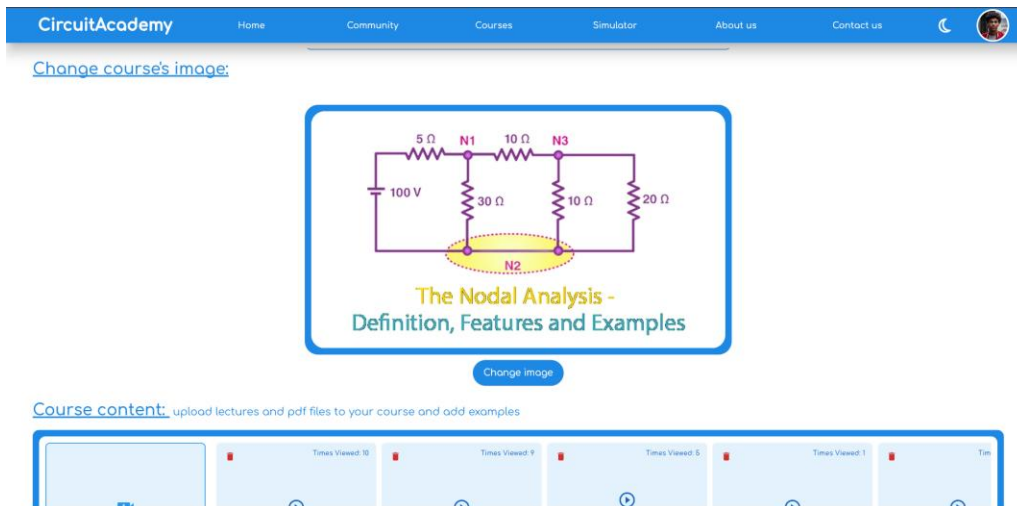 CircuitAcademy Home Community Courses Simulator About us Contact us
Change course's image:
5 Ω N1 10 Ω N3
100 V 30 Ω 10 Ω 20 Ω
N2
The Nodal Analysis -
Definition, Features and Examples
Change image
Course content: upload lectures and pdf files to your course and add examples
Times Viewed: 10 Times Viewed: 9 Times Viewed: 5 Times Viewed: 1 Tim